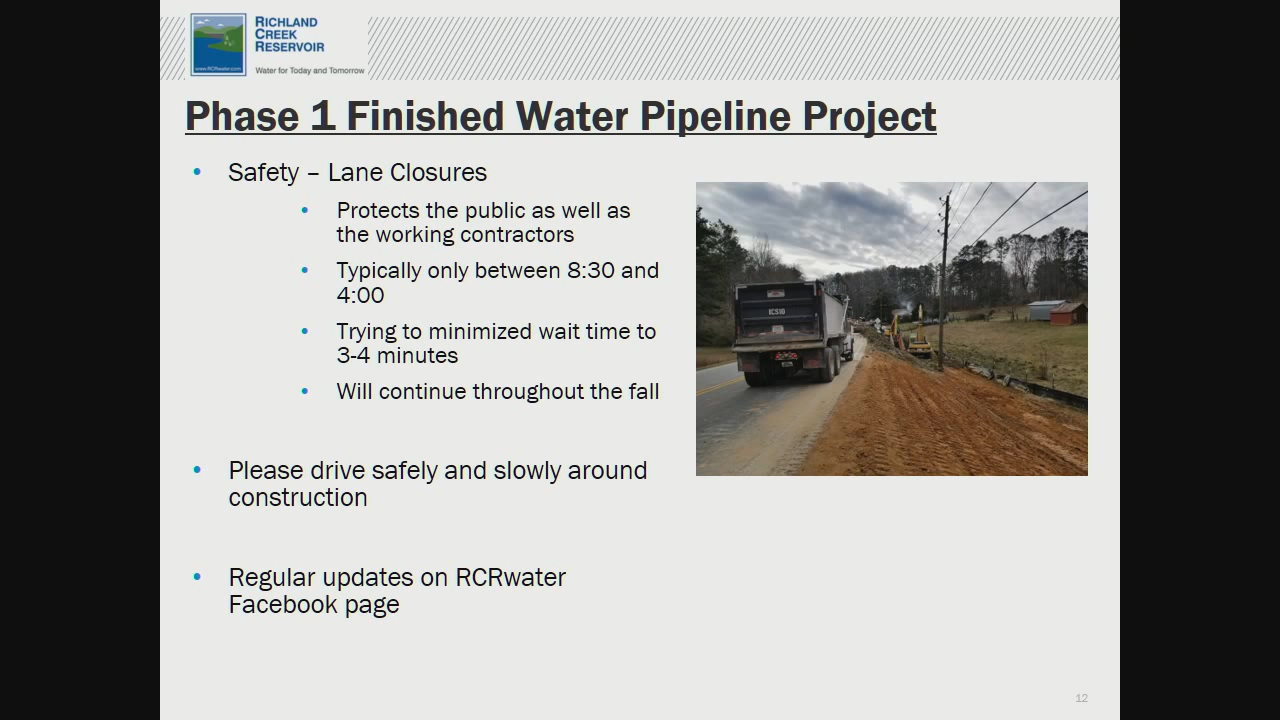 RICHLAND
CREEK
RESERVOIR
www.RCRwater.com
Water for Today and Tomorrow
Phase 1 Finished Water Pipeline Project
• Safety – Lane Closures
• Protects the public as well as
the working contractors
• Typically only between 8:30 and
4:00
• Trying to minimized wait time to
3-4 minutes
• Will continue throughout the fall
• Please drive safely and slowly around
construction
• Regular updates on RCRwater
Facebook page
12